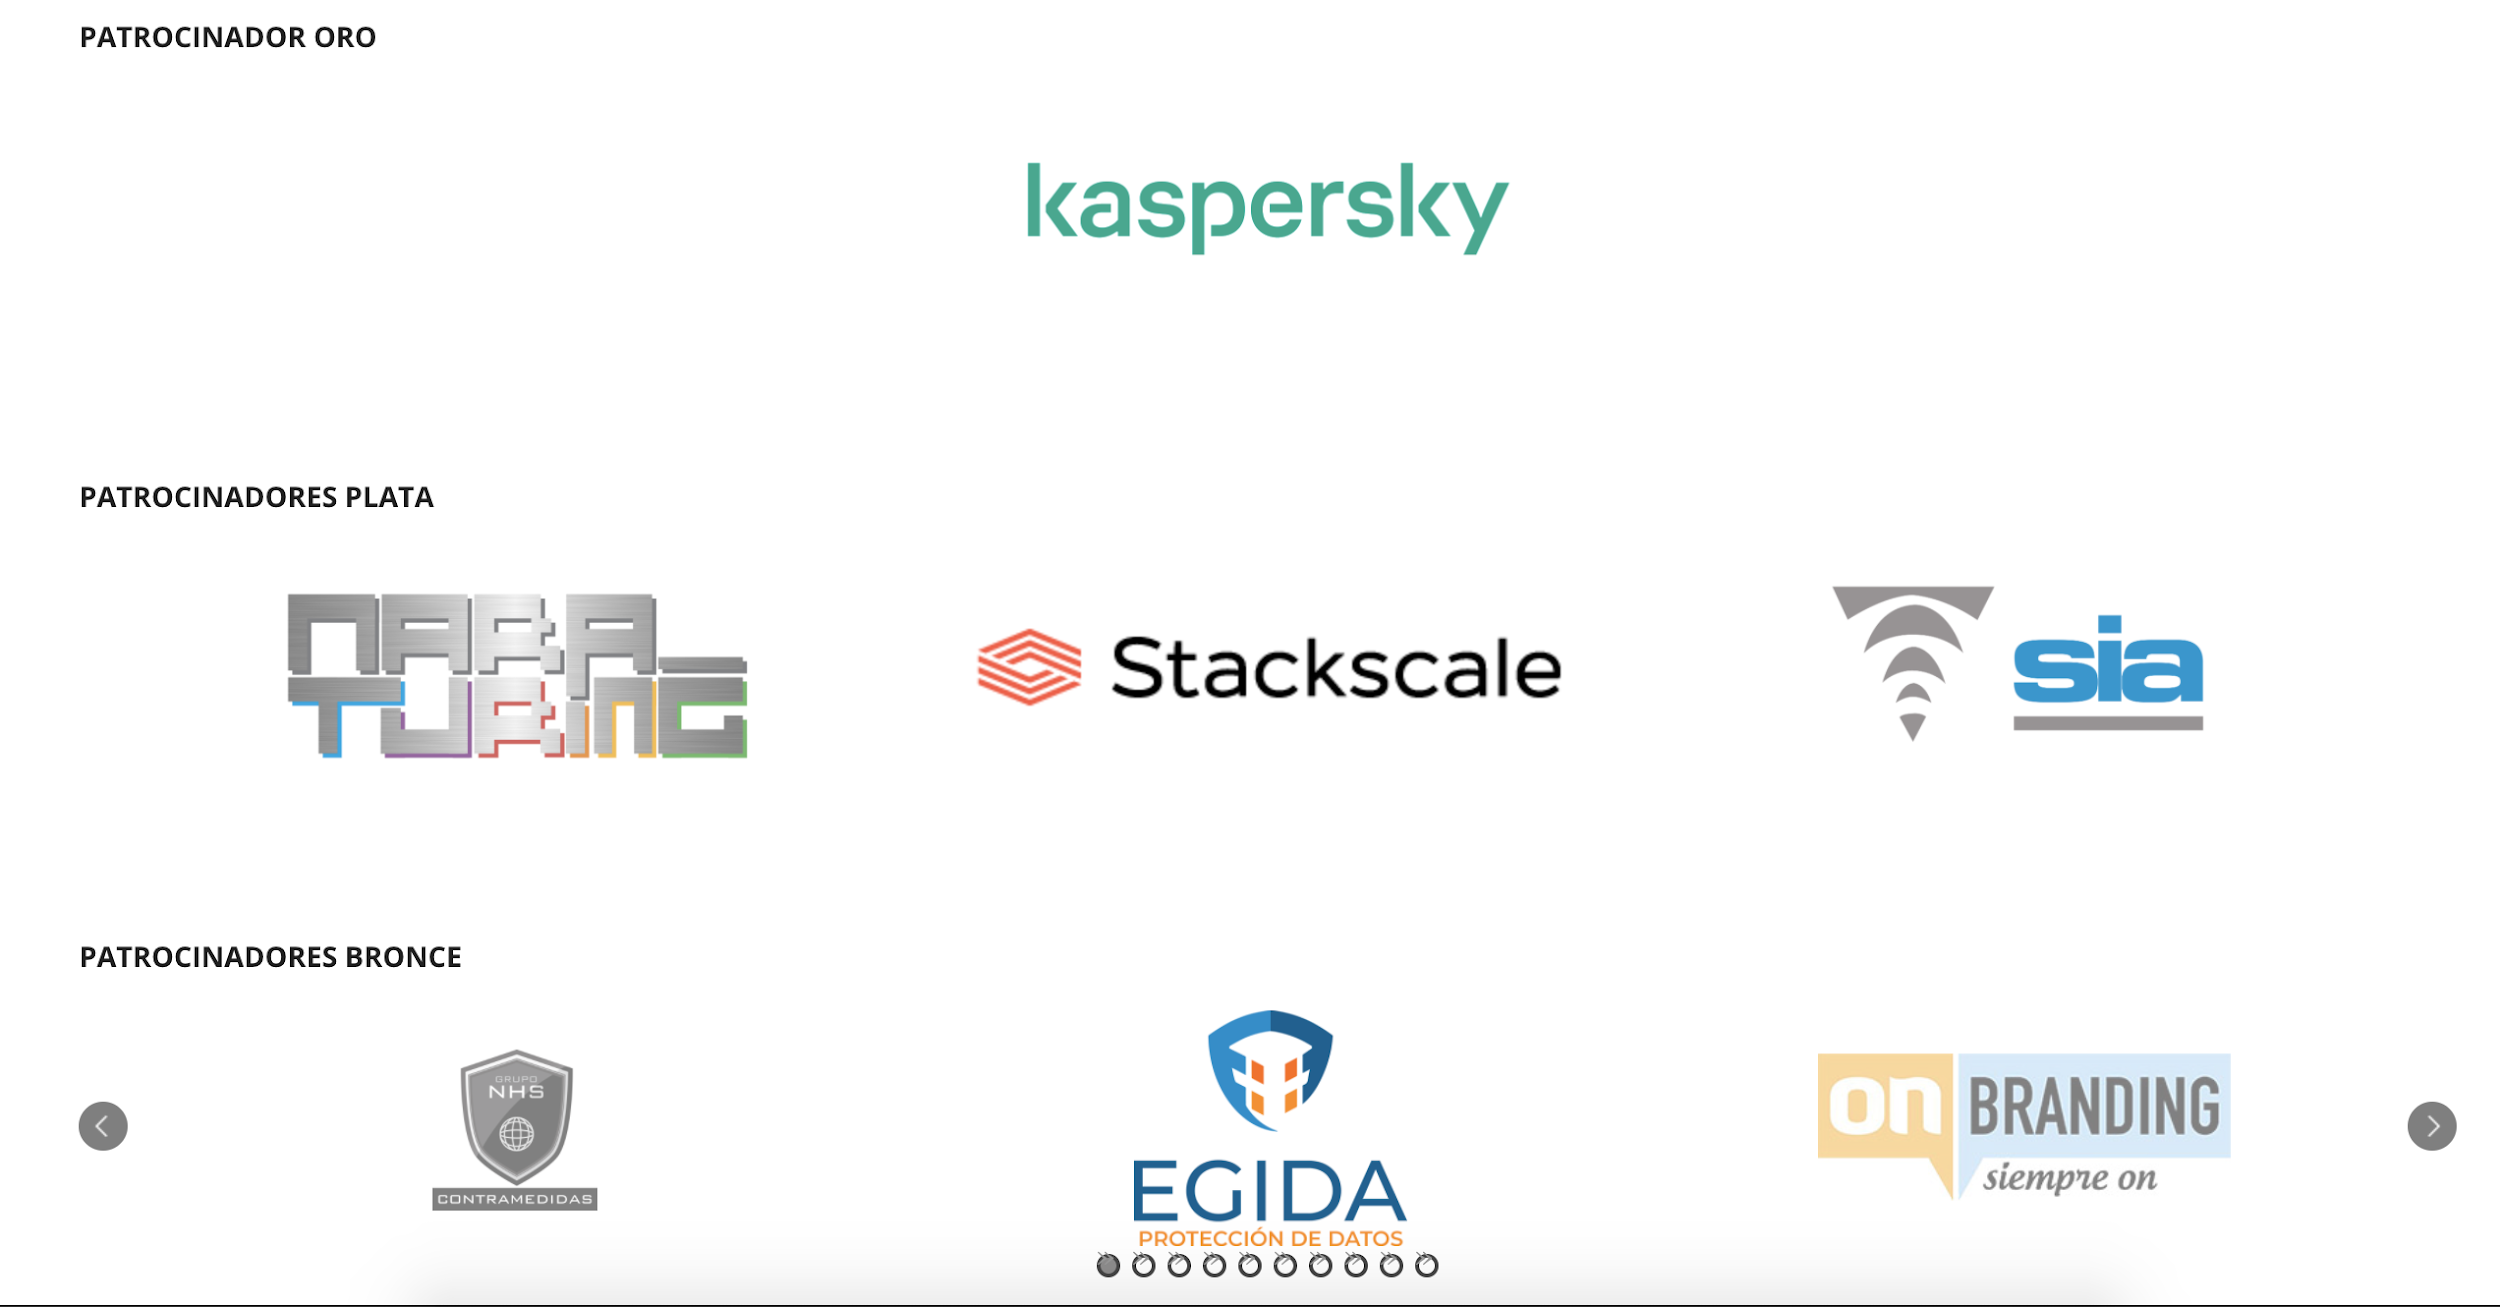 PATROCINADOR ORO
kaspersky
PATROCINADORES PLATA
NARA_
TURING
Stackscale
sia
PATROCINADORES BRONCE
GRUPO
NHS
CONTRAMEDIDAS
EGIDA
PROTECCIÓN DE DATOS
on BRANDING
siempre on